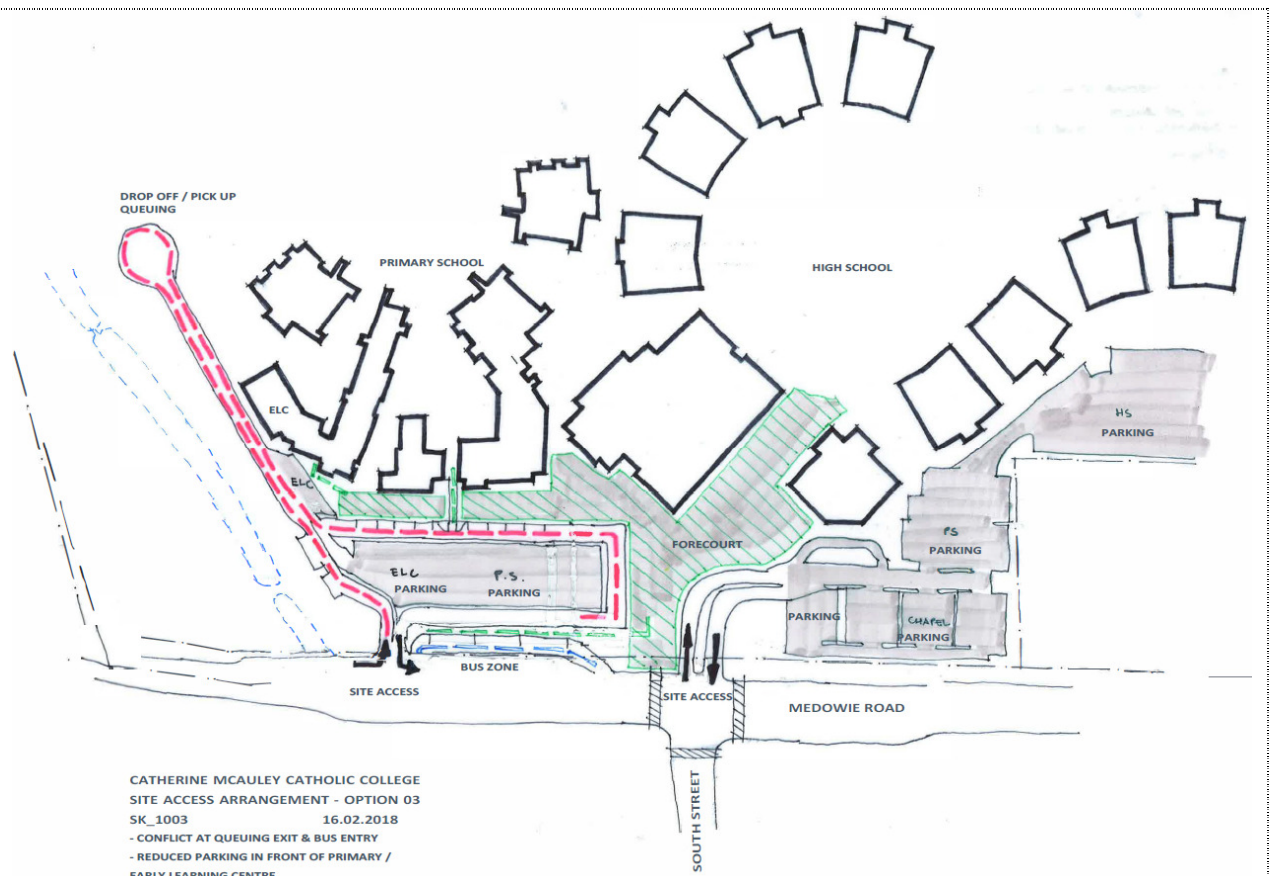 DROP OFF / PICK UP
QUEUING
PRIMARY SCHOOL
HIGH SCHOOL
ELC
HS
PARKING
ELC
FORECOURT
PS
PARKING
ELC
PARKING
P.S.
PARKING
PARKING
CHAPEL
PARKING
BUS ZONE
SITE ACCESS
SITE ACCESS
MEDOWIE ROAD
SOUTH STREET
CATHERINE MCAULEY CATHOLIC COLLEGE
SITE ACCESS ARRANGEMENT - OPTION 03
SK_1003 16.02.2018
- CONFLICT AT QUEUING EXIT & BUS ENTRY
- REDUCED PARKING IN FRONT OF PRIMARY /
EARLY LEARNING CENTRE